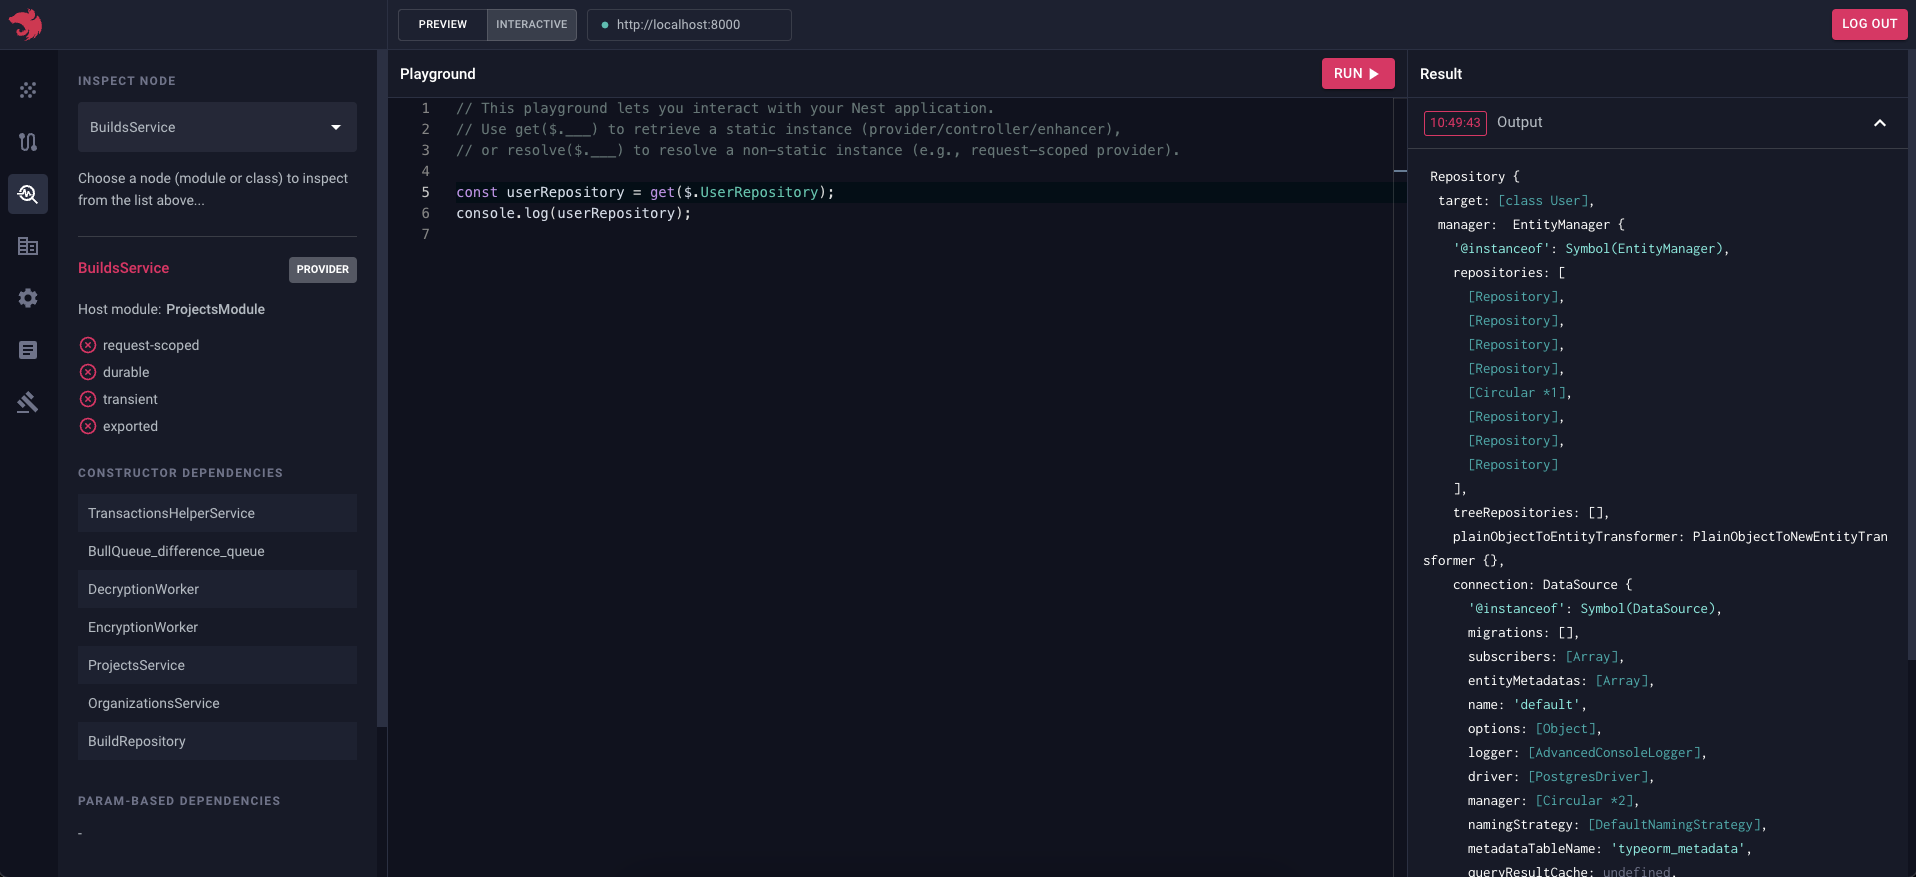 PREVIEW
INTERACTIVE
http://localhost:8000
LOG OUT
INSPECT NODE
BuildsService
Choose a node (module or class) to inspect
from the list above...
BuildsService
PROVIDER
Host module: ProjectsModule
request-scoped
durable
transient
exported
CONSTRUCTOR DEPENDENCIES
TransactionsHelperService
BullQueue_difference_queue
DecryptionWorker
EncryptionWorker
ProjectsService
OrganizationsService
BuildRepository
PARAM-BASED DEPENDENCIES
-
Playground
RUN
1 // This playground lets you interact with your Nest application.
2 // Use get($.___) to retrieve a static instance (provider/controller/enhancer),
3 // or resolve($.___) to resolve a non-static instance (e.g., request-scoped provider).
4
5 const userRepository = get($.UserRepository);
6 console.log(userRepository);
7
Result
10:49:43 Output
Repository {
target: [class User],
manager: EntityManager {
'@instanceof': Symbol(EntityManager),
repositories: [
[Repository],
[Repository],
[Repository],
[Repository],
[Circular *1],
[Repository],
[Repository],
[Repository]
],
treeRepositories: [],
plainObjectToEntityTransformer: PlainObjectToNewEntityTran
sformer {},
connection: DataSource {
'@instanceof': Symbol(DataSource),
migrations: [],
subscribers: [Array],
entityMetadatas: [Array],
name: 'default',
options: [Object],
logger: [AdvancedConsoleLogger],
driver: [PostgresDriver],
manager: [Circular *2],
namingStrategy: [DefaultNamingStrategy],
metadataTableName: 'typeorm_metadata',
queryResultCache: undefined,